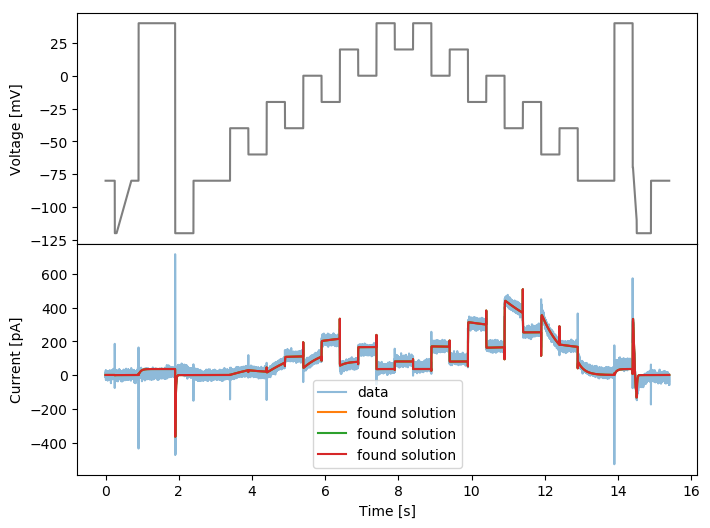 25
0
−25
−50
−75
−100
−125
Voltage [mV]
600
400
200
0
−200
−400
Current [pA]
data
found solution
found solution
found solution
0 2 4 6 8 10 12 14 16
Time [s]